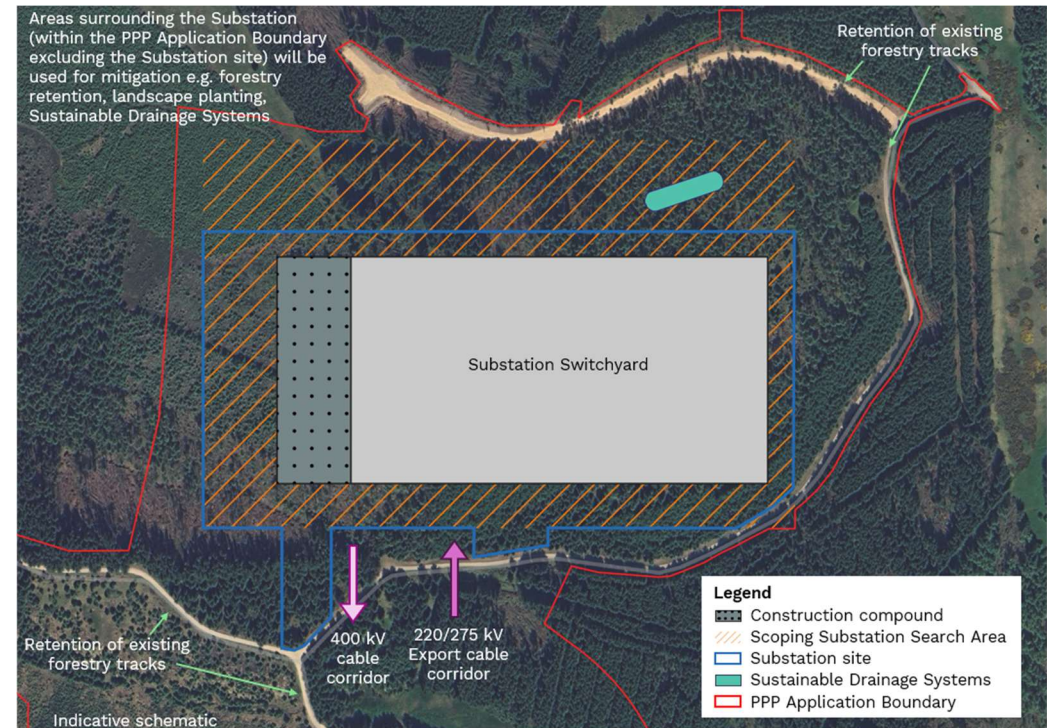 Areas surrounding the Substation
(within the PPP Application Boundary
excluding the Substation site) will be
used for mitigation e.g. forestry
retention, landscape planting,
Sustainable Drainage Systems
Retention of existing
forestry tracks
Substation Switchyard
400 kV
cable
corridor
220/275 kV
Export cable
corridor
Retention of existing
forestry tracks
Indicative schematic
Legend
Construction compound
Scoping Substation Search Area
Substation site
Sustainable Drainage Systems
PPP Application Boundary